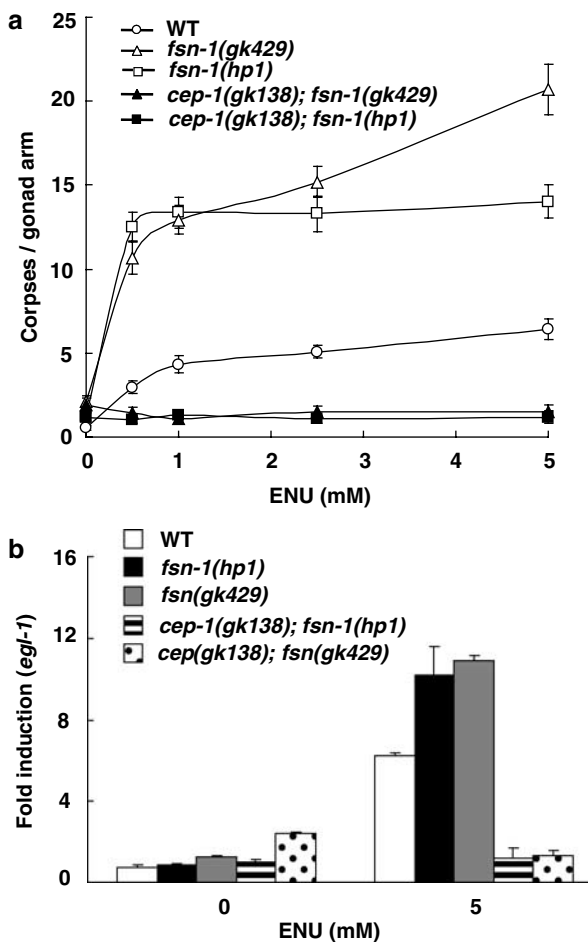 a
25
20
15
10
5
0
Corpses / gonad arm
WT
fsn-1(gk429)
fsn-1(hp1)
cep-1(gk138); fsn-1(gk429)
cep-1(gk138); fsn-1(hp1)
0 1 2 3 4 5
ENU (mM)
b
16
12
8
4
0
Fold induction (egl-1)
WT
fsn-1(hp1)
fsn(gk429)
cep-1(gk138); fsn-1(hp1)
cep(gk138); fsn(gk429)
0 5
ENU (mM)